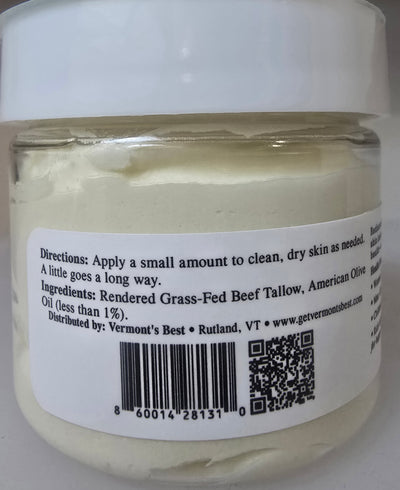 Directions: Apply a small amount to clean, dry skin as needed.
A little goes a long way.
Ingredients: Rendered Grass-Fed Beef Tallow, American Olive
Oil (less than 1%).
Distributed by: Vermont's Best • Rutland, VT • www.getvermontsbest.com
8 60014 28131 0